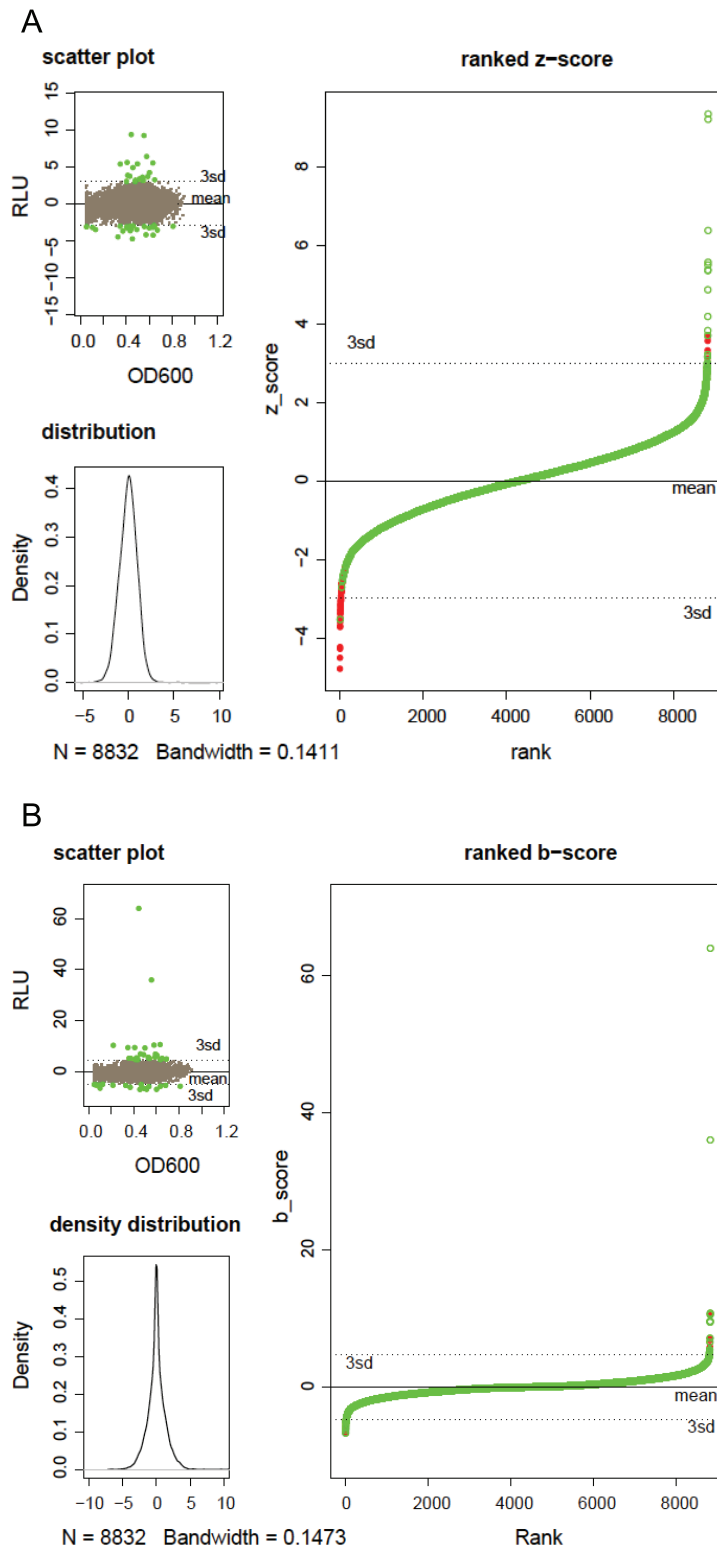 A
scatter plot
ranked z−score
15
10
5
0
−5
−10
−15
RLU
3sd
mean
3sd
0.0 0.4 0.8 1.2
OD600
8
6
4
2
0
−2
−4
z_score
3sd
mean
3sd
0 2000 4000 6000 8000
rank
distribution
0.4
0.3
0.2
0.1
0.0
Density
−5 0 5 10
N = 8832 Bandwidth = 0.1411
B
scatter plot
ranked b−score
60
40
20
0
RLU
3sd
mean
3sd
0.0 0.4 0.8 1.2
OD600
60
40
20
0
b_score
3sd
mean
3sd
0 2000 4000 6000 8000
Rank
density distribution
0.5
0.4
0.3
0.2
0.1
0.0
Density
−10 −5 0 5 10
N = 8832 Bandwidth = 0.1473